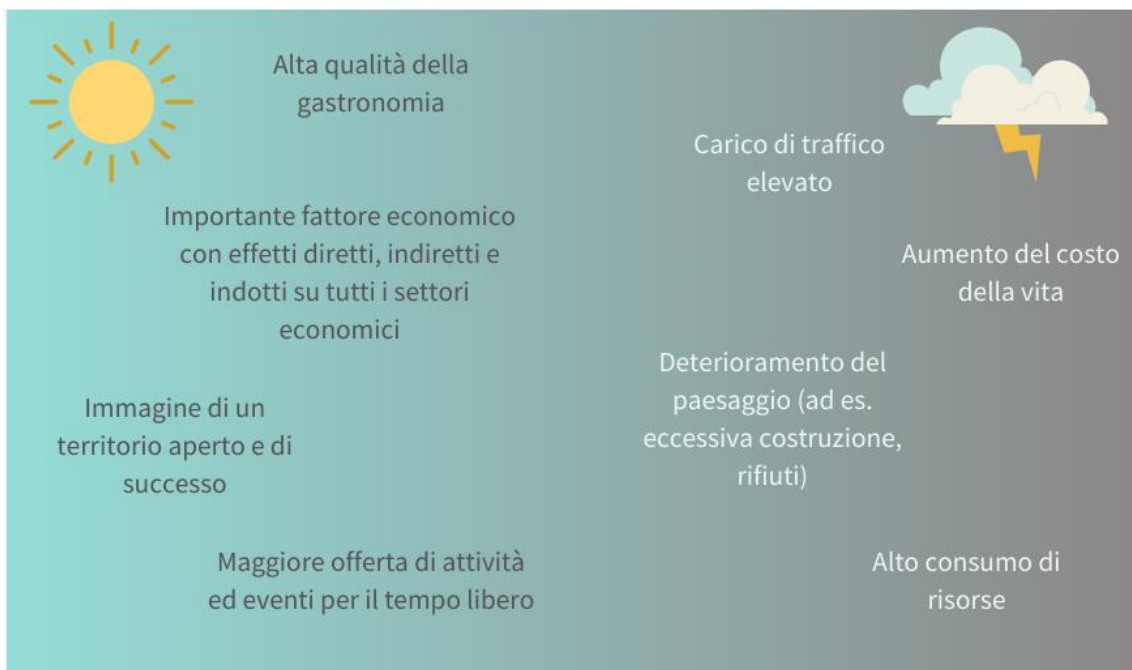 Alta qualità della
gastronomia
Importante fattore economico
con effetti diretti, indiretti e
indotti su tutti i settori
economici
Immagine di un
territorio aperto e di
successo
Maggiore offerta di attività
ed eventi per il tempo libero
Carico di traffico
elevato
Aumento del costo
della vita
Deterioramento del
paesaggio (ad es.
eccessiva costruzione,
rifiuti)
Alto consumo di
risorse